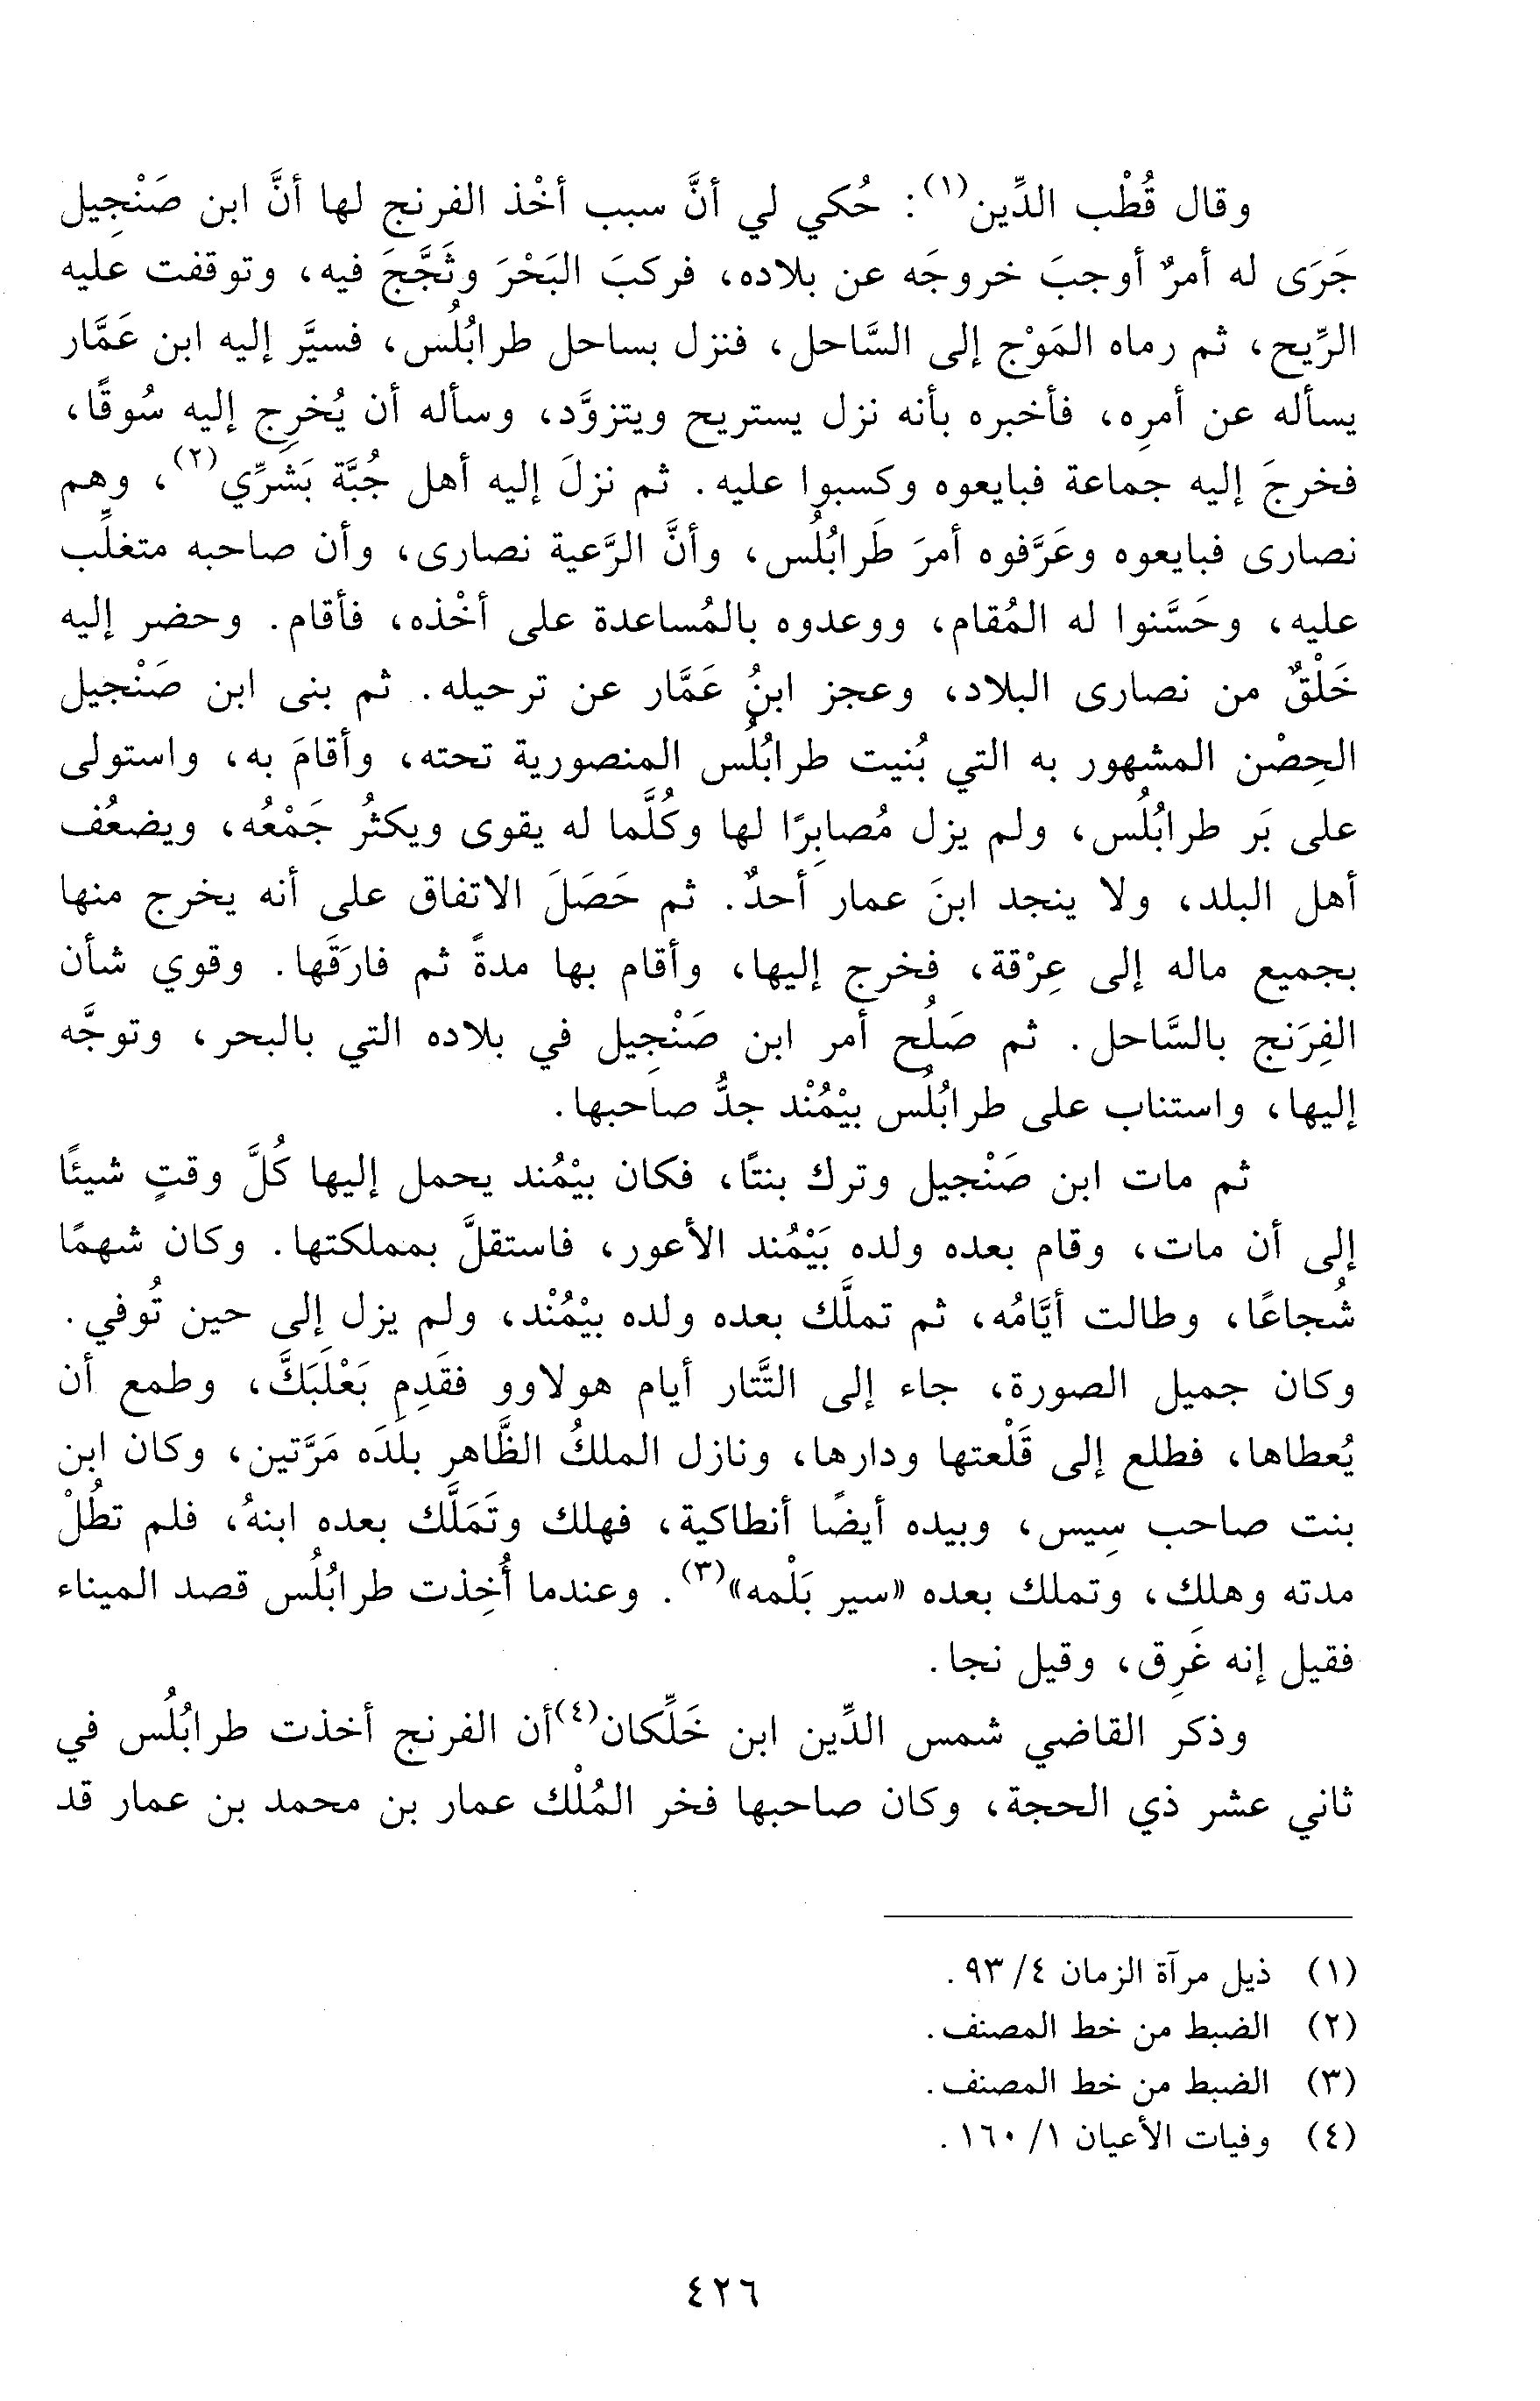 وقال قُطْب الدِّين(١): حُكي لي أنَّ سبب أخْذ الفرنج لها أنَّ ابن صَنْجِيل
جَرَى له أمرٌ أوجبَ خروجَه عن بلاده، فركبَ البَحْرَ وثَجَّجَ فيه، وتوقفت عليه
الرِّيح، ثم رماه المَوْج إلى السَّاحل، فنزل بساحل طرابُلُس، فسيَّر إليه ابن عَمَّار
يسأله عن أمرِه، فأخبره بأنه نزل يستريح ويتزوَّد، وسأله أن يُخرِج إليه سُوقًا،
فخرجَ إليه جماعة فبايعوه وكسبوا عليه. ثم نزلَ إليه أهل جُبَّة بَشرِّي(٢)، وهم
نصارى فبايعوه وعَرَّفوه أمرَ طَرابُلُس، وأنَّ الرَّعية نصارى، وأن صاحبه متغلِّب
عليه، وحَسَّنوا له المُقام، ووعدوه بالمُساعدة على أخْذه، فأقام. وحضر إليه
خَلْقٌ من نصارى البلاد، وعجز ابنُ عَمَّار عن ترحيله. ثم بنى ابن صَنْجيل
الحِصْن المشهور به التي بُنيت طرابُلُس المنصورية تحته، وأقامَ به، واستولى
على بَر طرابُلُس، ولم يزل مُصابِرًا لها وكُلَّما له يقوى ويكثُر جَمْعُه، ويضعُف
أهل البلد، ولا ينجد ابنَ عمار أحدٌ. ثم حَصَلَ الاتفاق على أنه يخرج منها
بجميع ماله إلى عِرْقة، فخرج إليها، وأقام بها مدةً ثم فارَقَها. وقوي شأن
الفِرَنج بالسَّاحل. ثم صَلُح أمر ابن صَنْجِيل في بلاده التي بالبحر، وتوجَّه
إليها، واستناب على طرابُلُس بيْمُنْد جدُّ صاحبها.
ثم مات ابن صَنْجيل وترك بنتًا، فكان بيْمُند يحمل إليها كُلَّ وقتٍ شيئًا
إلى أن مات، وقام بعده ولده بَيْمُند الأعور، فاستقلَّ بمملكتها. وكان شهمًا
شُجاعًا، وطالت أيَّامُه، ثم تملَّك بعده ولده بيْمُنْد، ولم يزل إلى حين تُوفي.
وكان جميل الصورة، جاء إلى التَّتار أيام هولاوو فقَدِم بَعْلَبَكَّ، وطمع أن
يُعطاها، فطلع إلى قَلْعتها ودارها، ونازل الملكُ الظَّاهر بلَدَه مَرَّتين، وكان ابن
بنت صاحب سِيس، وبيده أيضًا أنطاكية، فهلك وتَمَلَّك بعده ابنهُ، فلم تطُلْ
مدته وهلك، وتملك بعده «سير بَلْمه»(٣). وعندما أُخِذت طرابُلُس قصد الميناء
فقيل إنه غَرِق، وقيل نجا.
وذكر القاضي شمس الدِّين ابن خَلِّكان(٤) أن الفرنج أخذت طرابُلُس في
ثاني عشر ذي الحجة، وكان صاحبها فخر المُلْك عمار بن محمد بن عمار قد
(١) ذيل مرآة الزمان ٤/ ٩٣.
(٢) الضبط من خط المصنف.
(٣) الضبط من خط المصنف.
(٤) وفيات الأعيان ١/ ١٦٠.
٤٢٦